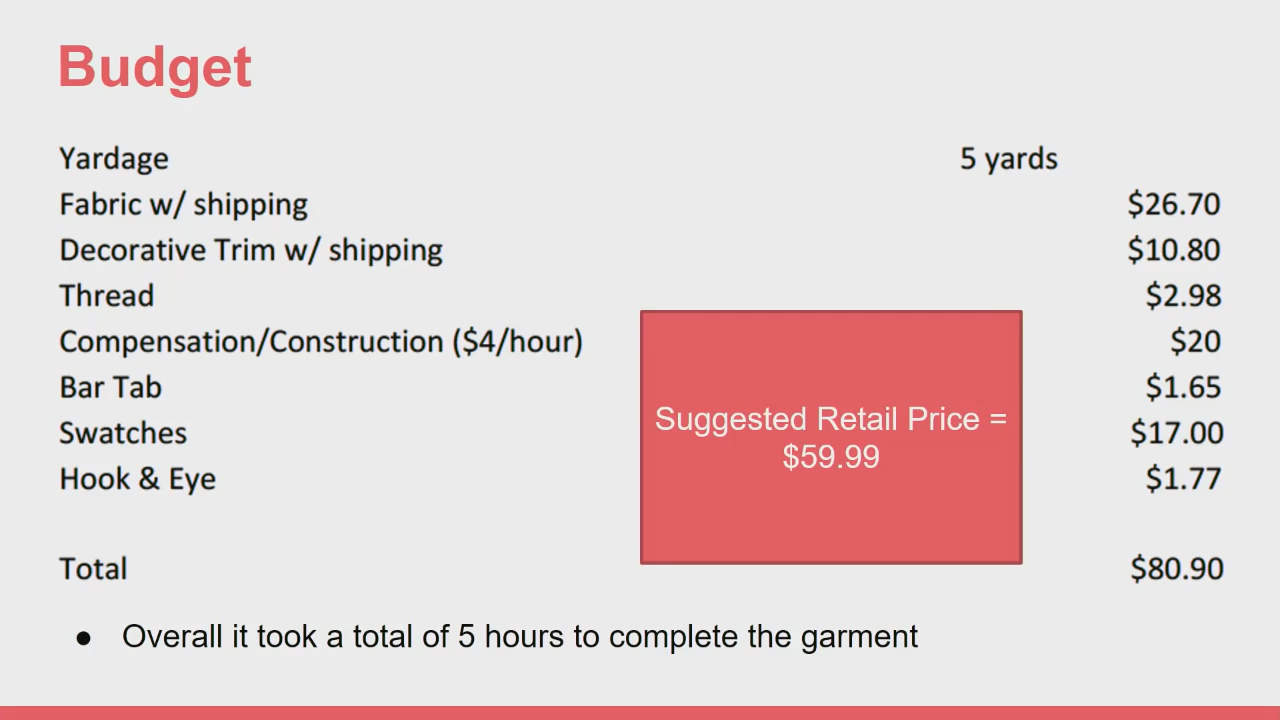 Budget
Yardage 5 yards
Fabric w/ shipping $26.70
Decorative Trim w/ shipping $10.80
Thread $2.98
Compensation/Construction ($4/hour) $20
Bar Tab $1.65
Swatches $17.00
Hook & Eye $1.77
Suggested Retail Price =
$59.99
Total $80.90
● Overall it took a total of 5 hours to complete the garment